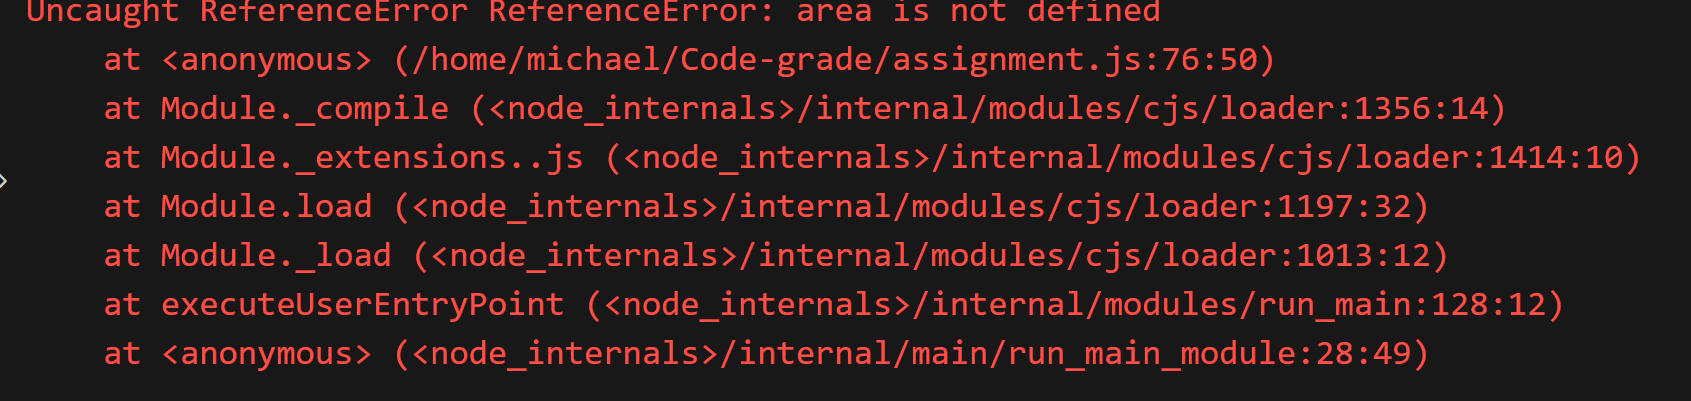 Uncaught ReferenceError ReferenceError: area is not defined
at <anonymous> (/home/michael/Code-grade/assignment.js:76:50)
at Module._compile (<node_internals>/internal/modules/cjs/loader:1356:14)
at Module._extensions..js (<node_internals>/internal/modules/cjs/loader:1414:10)
at Module.load (<node_internals>/internal/modules/cjs/loader:1197:32)
at Module._load (<node_internals>/internal/modules/cjs/loader:1013:12)
at executeUserEntryPoint (<node_internals>/internal/modules/run_main:128:12)
at <anonymous> (<node_internals>/internal/main/run_main_module:28:49)